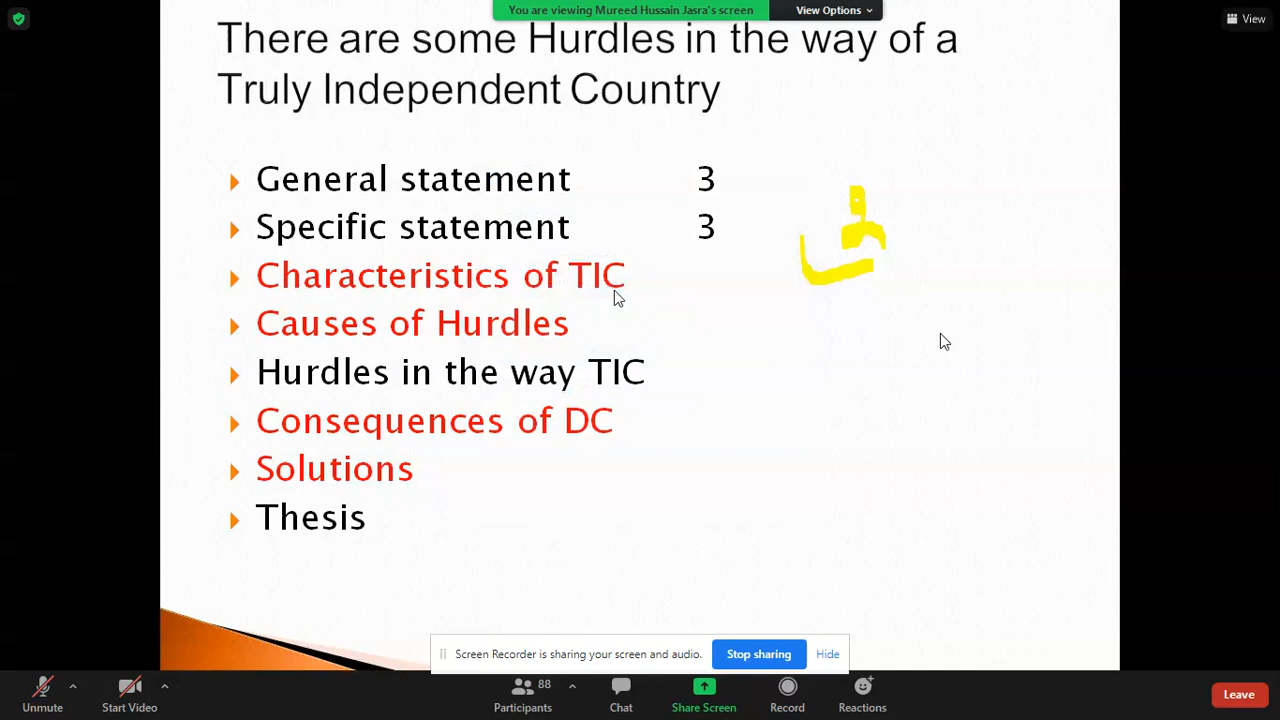 You are viewing Mureed Hussain Jasra's screen
View Options
View
There are some Hurdles in the way of a
Truly Independent Country
General statement 3
Specific statement 3
Characteristics of TIC
Causes of Hurdles
Hurdles in the way TIC
Consequences of DC
Solutions
Thesis
Screen Recorder is sharing your screen and audio.
Stop sharing
Hide
88
Unmute
Start Video
Participants
Chat
Share Screen
Record
Reactions
Leave